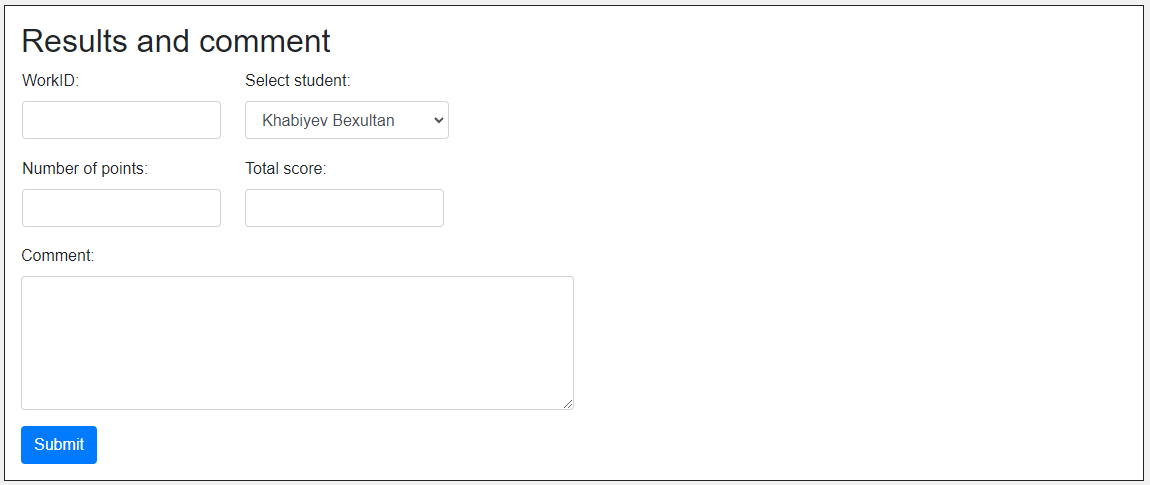 Results and comment
WorkID: Select student:
Khabiyev Bexultan
Number of points: Total score:
Comment:
Submit